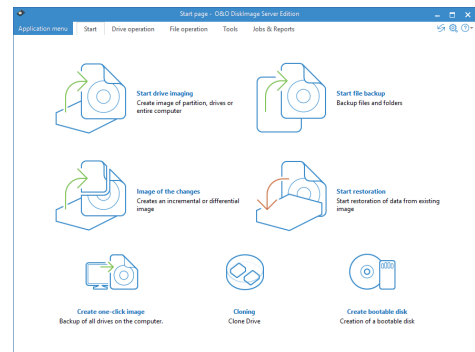 Start page - O&O DiskImage Server Edition
Application menu
Start
Drive operation
File operation
Tools
Jobs & Reports
Start drive imaging
Create image of partition, drives or
entire computer
Start file backup
Backup files and folders
Image of the changes
Creates an incremental or differential
image
Start restoration
Start restoration of data from existing
image
Create one-click image
Backup of all drives on the computer.
Cloning
Clone Drive
Create bootable disk
Creation of a bootable disk